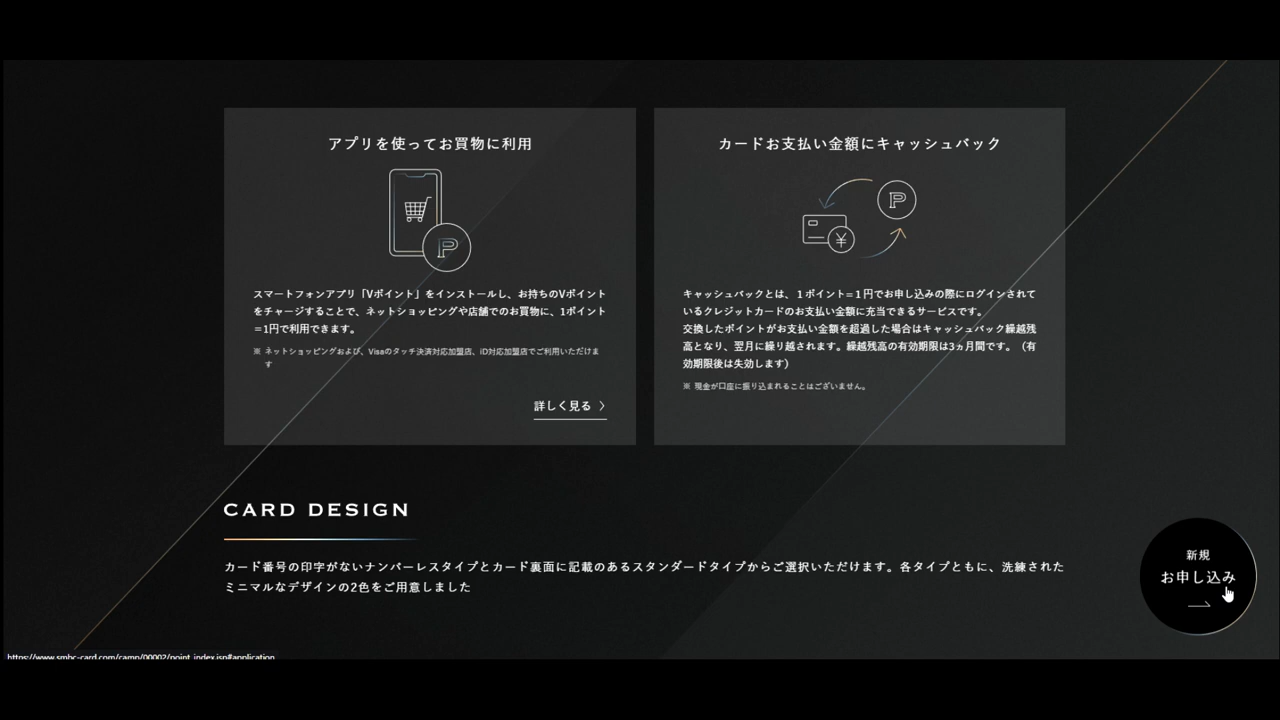 アプリを使ってお買物に利用
スマートフォンアプリ「Vポイント」をインストールし、お持ちのVポイント
をチャージすることで、ネットショッピングや店舗でのお買物に、1ポイント
=1円で利用できます。
※ ネットショッピングおよび、Visaのタッチ決済対応加盟店、iD対応加盟店でご利用いただけま
す
詳しく見る
カードお支払い金額にキャッシュバック
キャッシュバックとは、1ポイント=1円でお申し込みの際にログインされて
いるクレジットカードのお支払い金額に充当できるサービスです。
交換したポイントがお支払い金額を超過した場合はキャッシュバック繰越残
高となり、翌月に繰り越されます。繰越残高の有効期限は3ヵ月間です。（有
効期限後は失効します）
※ 現金が口座に振り込まれることはございません。
CARD DESIGN
カード番号の印字がないナンバーレスタイプとカード裏面に記載のあるスタンダードタイプからご選択いただけます。各タイプともに、洗練された
ミニマルなデザインの2色をご用意しました
新規
お申し込み
https://www.smbc-card.com/camp/00002/point_index.jsp#application